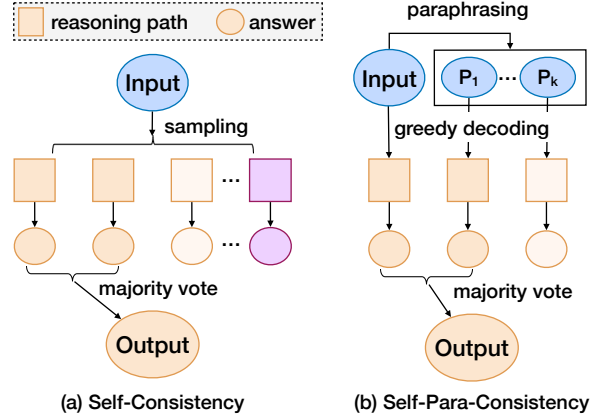 reasoning path answer
Input
sampling
...
...
majority vote
Output
(a) Self-Consistency
paraphrasing
Input P1 ... Pk
greedy decoding
majority vote
Output
(b) Self-Para-Consistency